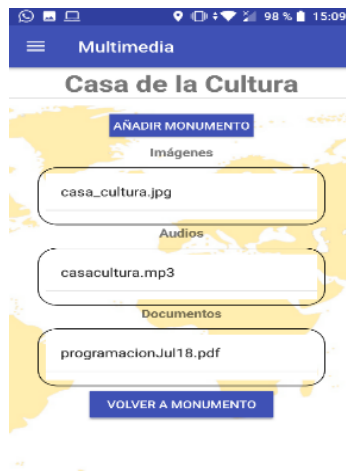 98 % 15:09
Multimedia
Casa de la Cultura
AÑADIR MONUMENTO
Imágenes
casa_cultura.jpg
Audios
casacultura.mp3
Documentos
programacionJul18.pdf
VOLVER A MONUMENTO